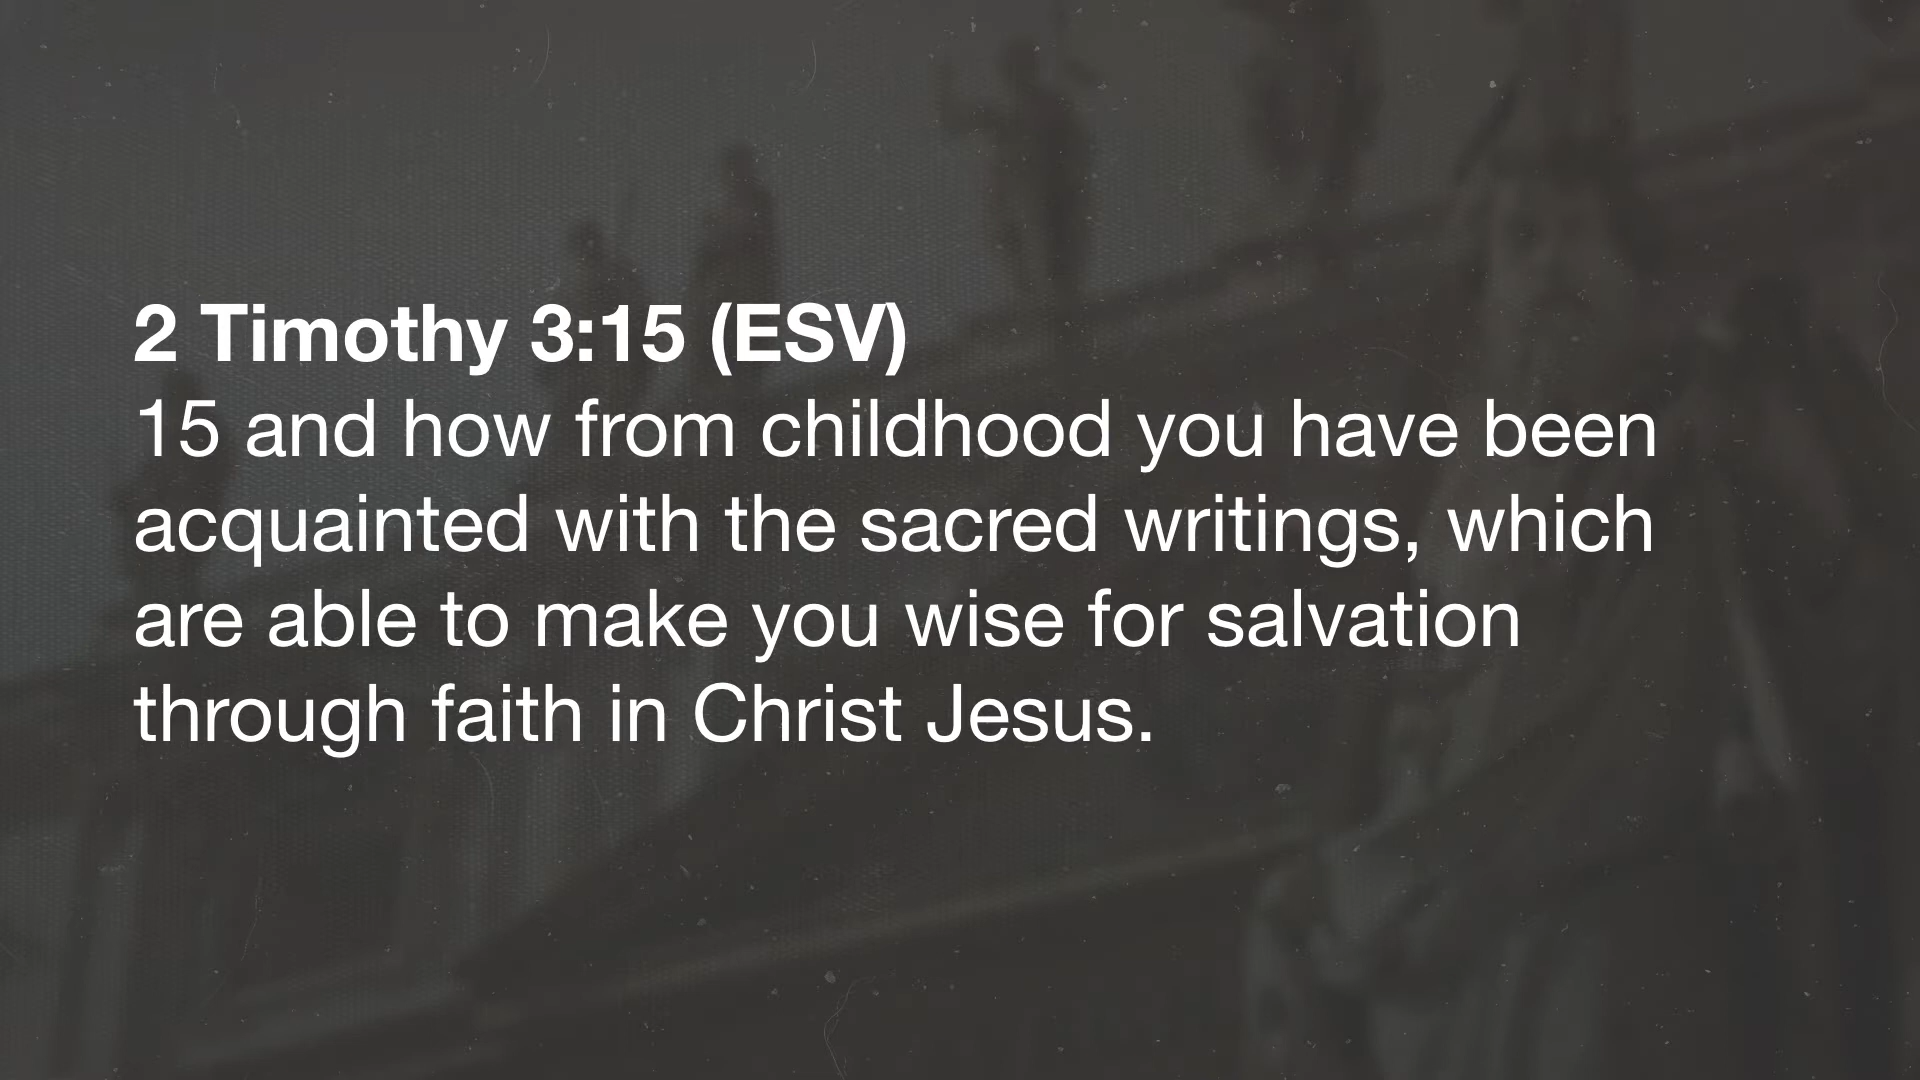 2 Timothy 3:15 (ESV)
15 and how from childhood you have been
acquainted with the sacred writings, which
are able to make you wise for salvation
through faith in Christ Jesus.